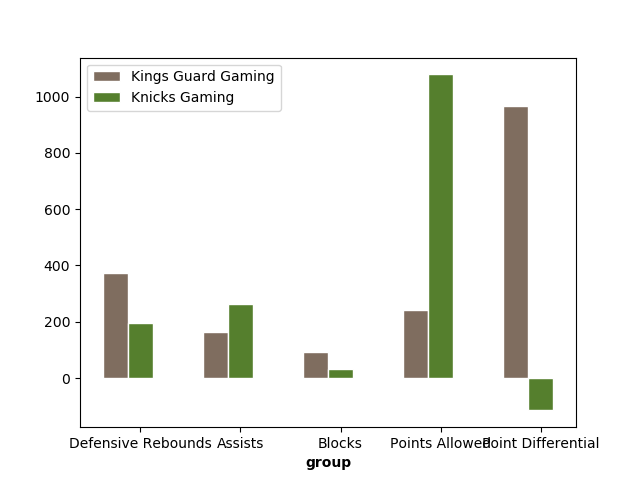 Kings Guard Gaming
Knicks Gaming
1000
800
600
400
200
0
Defensive Rebounds Assists Blocks Points Allowed Point Differential
group